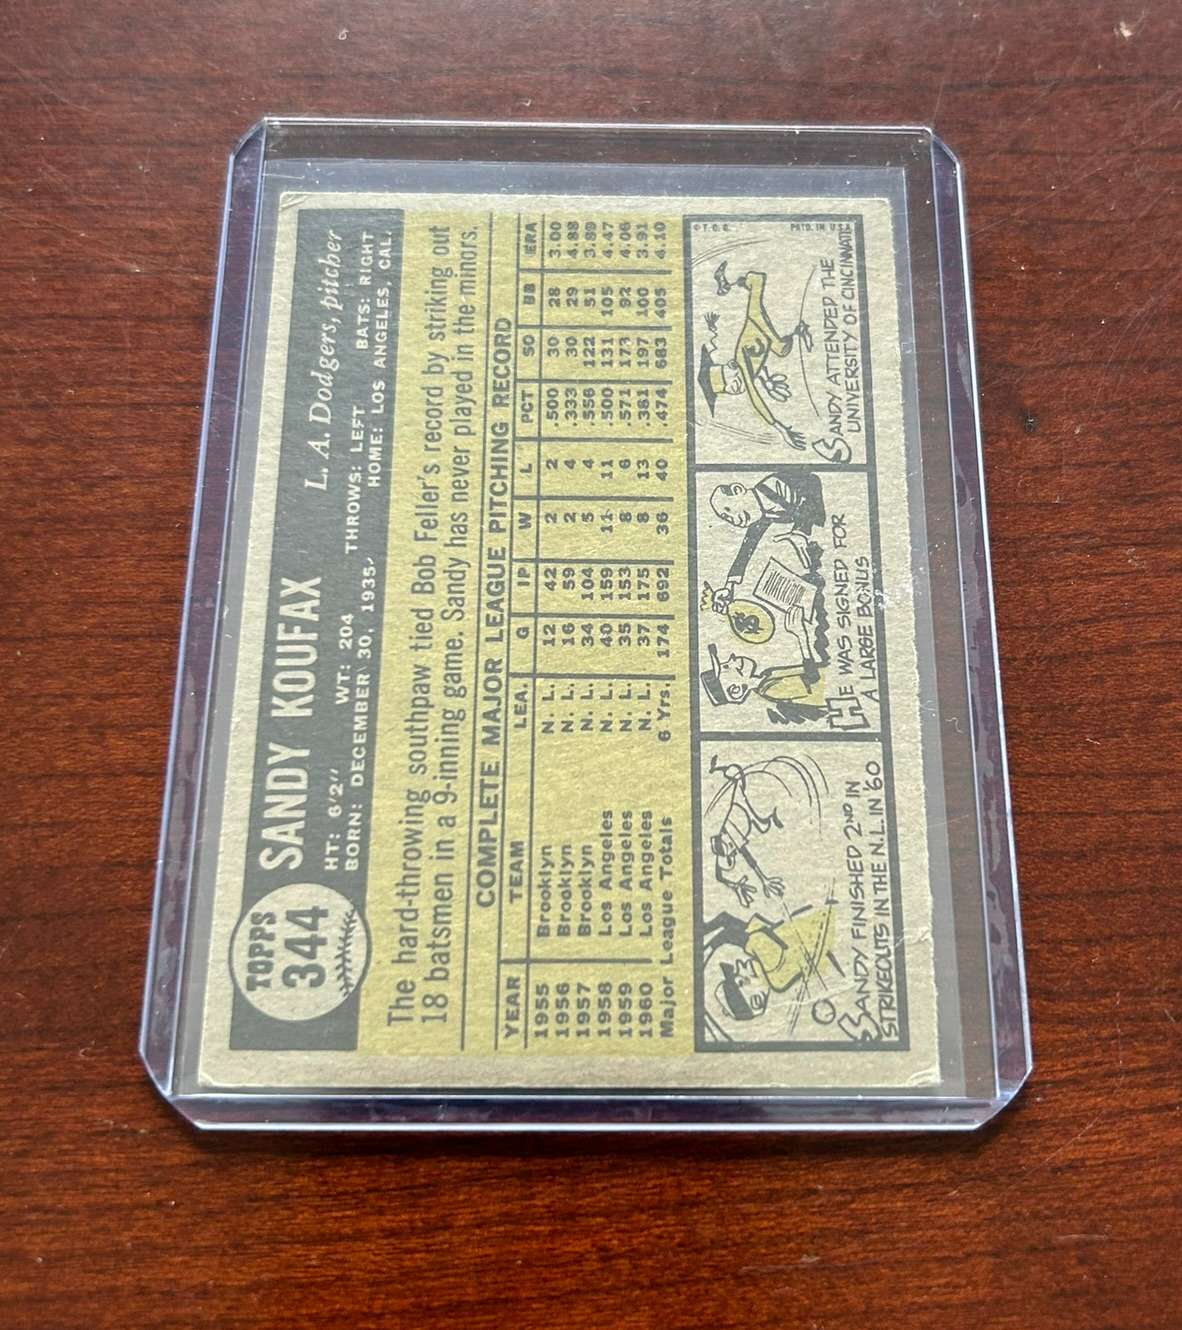 TOPPS
344
SANDY KOUFAX
L. A. Dodgers, pitcher
HT: 6'2" WT: 204 THROWS: LEFT BATS: RIGHT
BORN: DECEMBER 30, 1935, HOME: LOS ANGELES, CAL.
The hard-throwing southpaw tied Bob Feller's record by striking out
18 batsmen in a 9-inning game. Sandy has never played in the minors.
COMPLETE MAJOR LEAGUE PITCHING RECORD
YEAR TEAM LEA. G IP W L PCT SO BB ERA
1955 Brooklyn N. L. 12 42 2 2 .500 30 28 3.00
1956 Brooklyn N. L. 16 59 2 4 .333 30 29 4.88
1957 Brooklyn N. L. 34 104 5 4 .556 122 51 3.89
1958 Los Angeles N. L. 40 159 11 11 .500 131 105 4.47
1959 Los Angeles N. L. 35 153 8 6 .571 173 92 4.06
1960 Los Angeles N. L. 37 175 8 13 .381 197 100 3.91
Major League Totals 6 Yrs. 174 692 36 40 .474 683 405 4.10
SANDY FINISHED 2ND IN
STRIKEOUTS IN THE N.L. IN '60
$
HE WAS SIGNED FOR
A LARGE BONUS
© T. C. G. PRTD. IN U.S.A.
SANDY ATTENDED THE
UNIVERSITY OF CINCINNATI